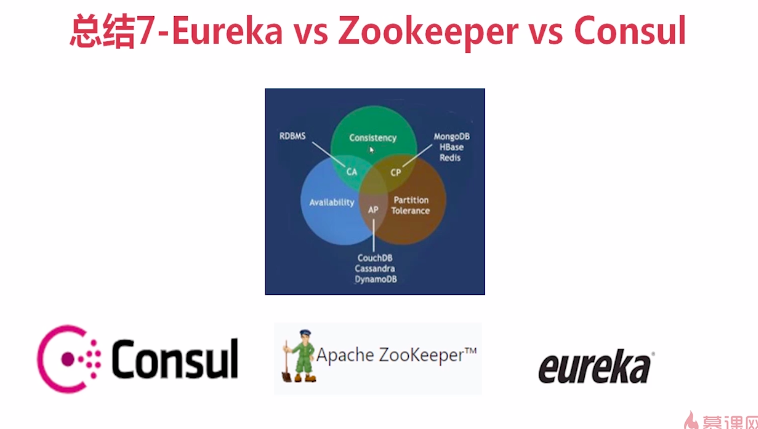 总结7-Eureka vs Zookeeper vs Consul
RDBMS
Consistency
MongoDB
HBase
Redis
CA
CP
Availability
Partition
Tolerance
AP
CouchDB
Cassandra
DynamoDB
Consul
Apache ZooKeeper™
eureka
慕课网